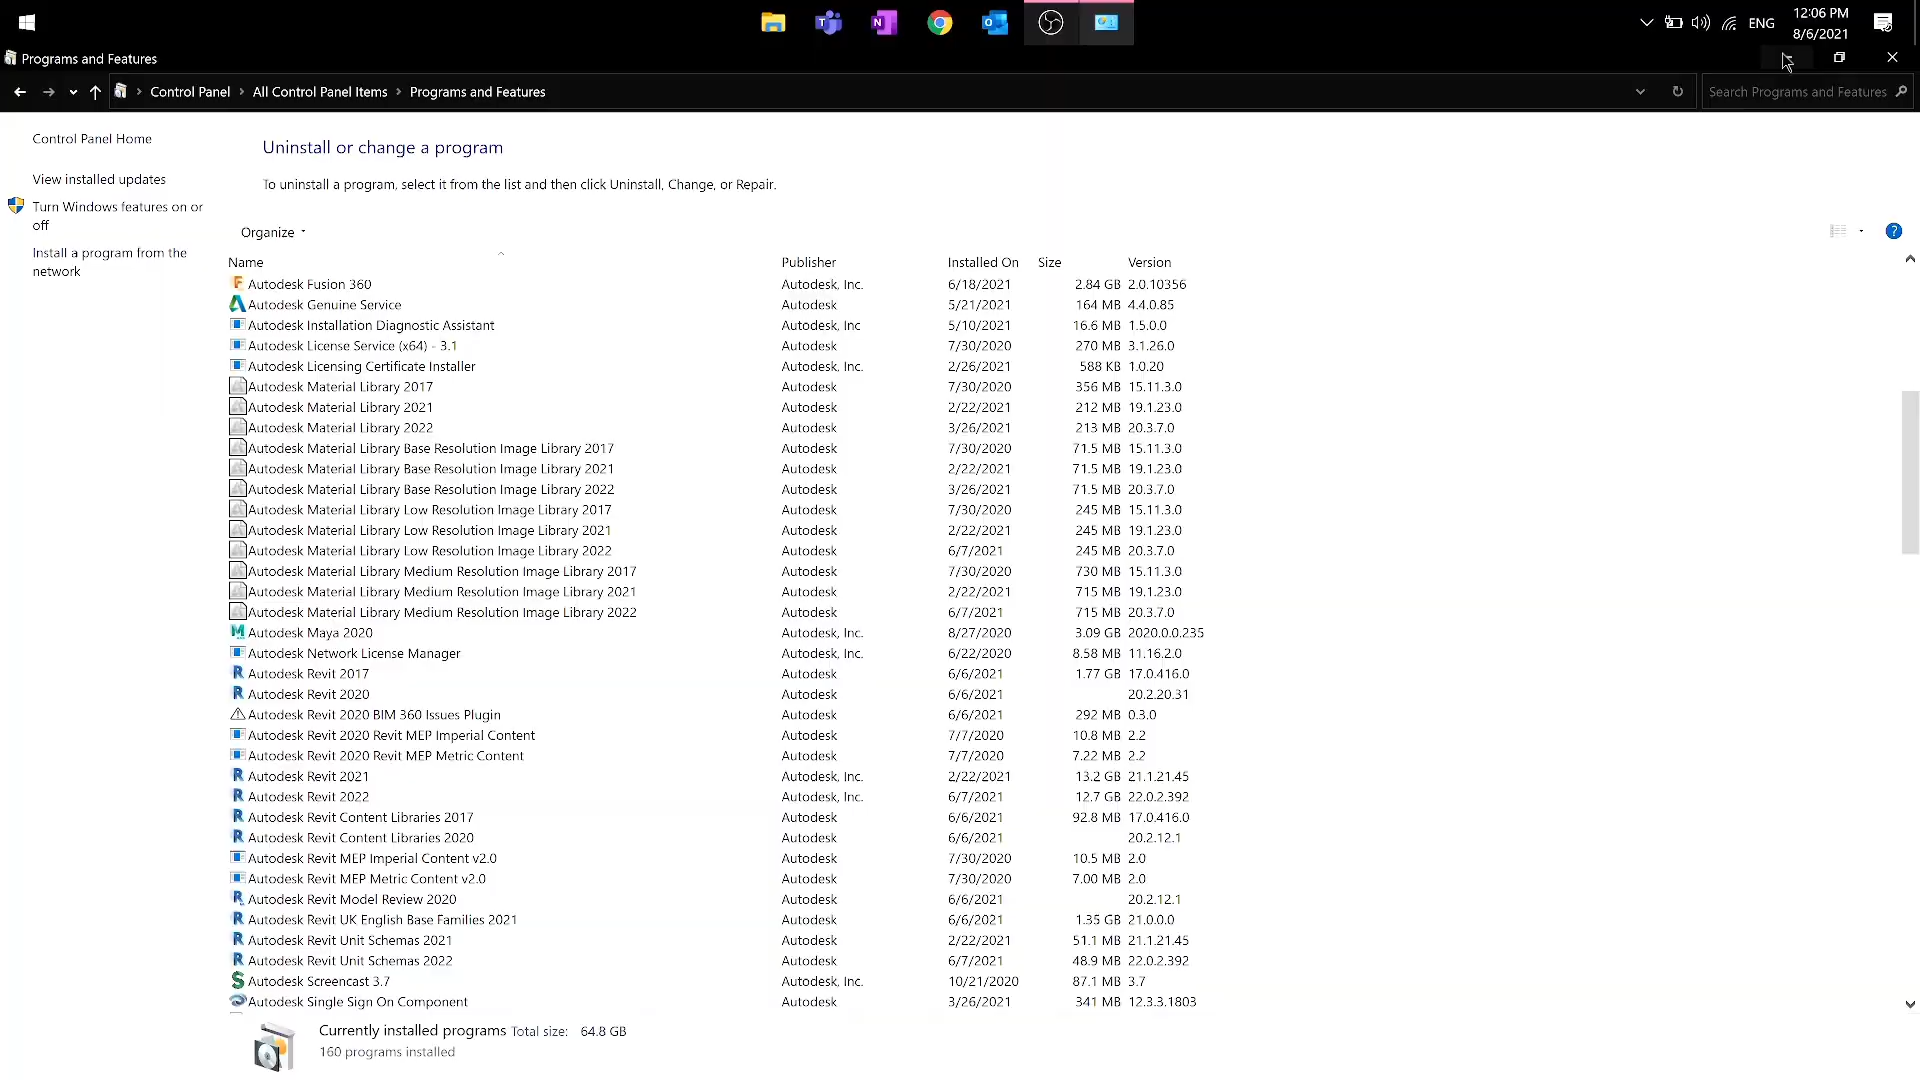 ENG
12:06 PM
8/6/2021
Programs and Features
Control Panel › All Control Panel Items › Programs and Features
Search Programs and Features
Control Panel Home
View installed updates
Turn Windows features on or
off
Install a program from the
network
Uninstall or change a program
To uninstall a program, select it from the list and then click Uninstall, Change, or Repair.
Organize
Name Publisher Installed On Size Version
Autodesk Fusion 360 Autodesk, Inc. 6/18/2021 2.84 GB 2.0.10356
Autodesk Genuine Service Autodesk 5/21/2021 164 MB 4.4.0.85
Autodesk Installation Diagnostic Assistant Autodesk, Inc 5/10/2021 16.6 MB 1.5.0.0
Autodesk License Service (x64) - 3.1 Autodesk 7/30/2020 270 MB 3.1.26.0
Autodesk Licensing Certificate Installer Autodesk, Inc. 2/26/2021 588 KB 1.0.20
Autodesk Material Library 2017 Autodesk 7/30/2020 356 MB 15.11.3.0
Autodesk Material Library 2021 Autodesk 2/22/2021 212 MB 19.1.23.0
Autodesk Material Library 2022 Autodesk 3/26/2021 213 MB 20.3.7.0
Autodesk Material Library Base Resolution Image Library 2017 Autodesk 7/30/2020 71.5 MB 15.11.3.0
Autodesk Material Library Base Resolution Image Library 2021 Autodesk 2/22/2021 71.5 MB 19.1.23.0
Autodesk Material Library Base Resolution Image Library 2022 Autodesk 3/26/2021 71.5 MB 20.3.7.0
Autodesk Material Library Low Resolution Image Library 2017 Autodesk 7/30/2020 245 MB 15.11.3.0
Autodesk Material Library Low Resolution Image Library 2021 Autodesk 2/22/2021 245 MB 19.1.23.0
Autodesk Material Library Low Resolution Image Library 2022 Autodesk 6/7/2021 245 MB 20.3.7.0
Autodesk Material Library Medium Resolution Image Library 2017 Autodesk 7/30/2020 730 MB 15.11.3.0
Autodesk Material Library Medium Resolution Image Library 2021 Autodesk 2/22/2021 715 MB 19.1.23.0
Autodesk Material Library Medium Resolution Image Library 2022 Autodesk 6/7/2021 715 MB 20.3.7.0
Autodesk Maya 2020 Autodesk, Inc. 8/27/2020 3.09 GB 2020.0.0.235
Autodesk Network License Manager Autodesk, Inc. 6/22/2020 8.58 MB 11.16.2.0
Autodesk Revit 2017 Autodesk 6/6/2021 1.77 GB 17.0.416.0
Autodesk Revit 2020 Autodesk 6/6/2021 20.2.20.31
Autodesk Revit 2020 BIM 360 Issues Plugin Autodesk 6/6/2021 292 MB 0.3.0
Autodesk Revit 2020 Revit MEP Imperial Content Autodesk 7/7/2020 10.8 MB 2.2
Autodesk Revit 2020 Revit MEP Metric Content Autodesk 7/7/2020 7.22 MB 2.2
Autodesk Revit 2021 Autodesk, Inc. 2/22/2021 13.2 GB 21.1.21.45
Autodesk Revit 2022 Autodesk, Inc. 6/7/2021 12.7 GB 22.0.2.392
Autodesk Revit Content Libraries 2017 Autodesk 6/6/2021 92.8 MB 17.0.416.0
Autodesk Revit Content Libraries 2020 Autodesk 6/6/2021 20.2.12.1
Autodesk Revit MEP Imperial Content v2.0 Autodesk 7/30/2020 10.5 MB 2.0
Autodesk Revit MEP Metric Content v2.0 Autodesk 7/30/2020 7.00 MB 2.0
Autodesk Revit Model Review 2020 Autodesk 6/6/2021 20.2.12.1
Autodesk Revit UK English Base Families 2021 Autodesk 6/6/2021 1.35 GB 21.0.0.0
Autodesk Revit Unit Schemas 2021 Autodesk 2/22/2021 51.1 MB 21.1.21.45
Autodesk Revit Unit Schemas 2022 Autodesk 6/7/2021 48.9 MB 22.0.2.392
Autodesk Screencast 3.7 Autodesk, Inc. 10/21/2020 87.1 MB 3.7
Autodesk Single Sign On Component Autodesk 3/26/2021 341 MB 12.3.3.1803
Currently installed programs Total size: 64.8 GB
160 programs installed